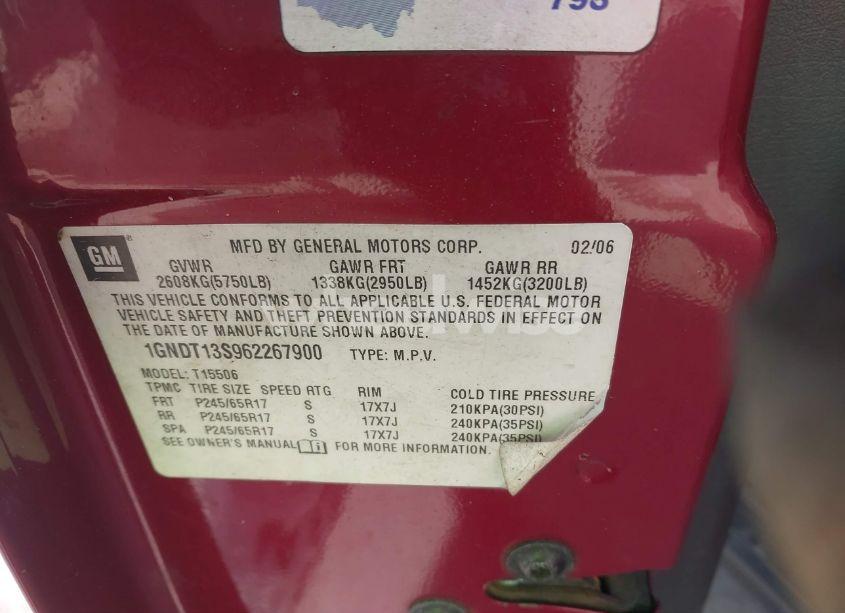 798
GM
MFD BY GENERAL MOTORS CORP. 02/06
GVWR GAWR FRT GAWR RR
2608KG(5750LB) 1338KG(2950LB) 1452KG(3200LB)
THIS VEHICLE CONFORMS TO ALL APPLICABLE U.S. FEDERAL MOTOR
VEHICLE SAFETY AND THEFT PREVENTION STANDARDS IN EFFECT ON
THE DATE OF MANUFACTURE SHOWN ABOVE.
1GNDT13S962267900 TYPE: M.P.V.
MODEL: T15506
TPMC TIRE SIZE SPEED RTG RIM COLD TIRE PRESSURE
FRT P245/65R17 S 17X7J 210KPA(30PSI)
RR P245/65R17 S 17X7J 240KPA(35PSI)
SPA P245/65R17 S 17X7J 240KPA(35PSI)
SEE OWNER'S MANUAL FOR MORE INFORMATION.